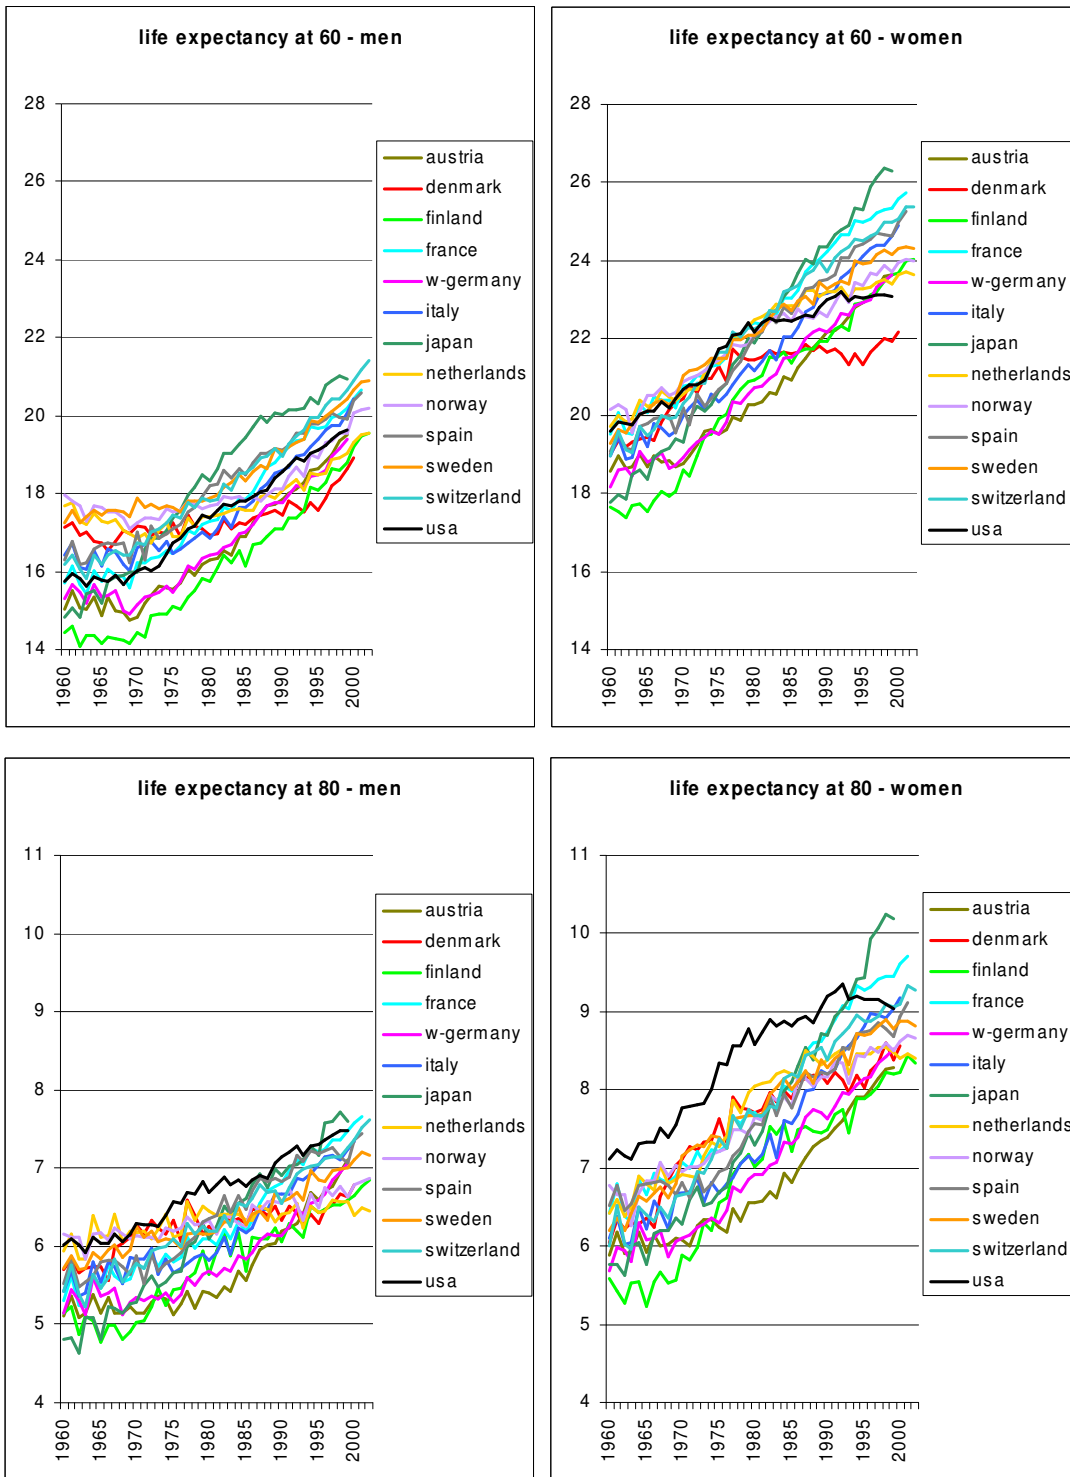 life expectancy at 60 - men
28
26
24
22
20
18
16
14
1960
1965
1970
1975
1980
1985
1990
1995
2000
austria
denmark
finland
france
w-germany
italy
japan
netherlands
norway
spain
sweden
switzerland
usa
life expectancy at 60 - women
28
26
24
22
20
18
16
14
1960
1965
1970
1975
1980
1985
1990
1995
2000
austria
denmark
finland
france
w-germany
italy
japan
netherlands
norway
spain
sweden
switzerland
usa
life expectancy at 80 - men
11
10
9
8
7
6
5
4
1960
1965
1970
1975
1980
1985
1990
1995
2000
austria
denmark
finland
france
w-germany
italy
japan
netherlands
norway
spain
sweden
switzerland
usa
life expectancy at 80 - women
11
10
9
8
7
6
5
4
1960
1965
1970
1975
1980
1985
1990
1995
2000
austria
denmark
finland
france
w-germany
italy
japan
netherlands
norway
spain
sweden
switzerland
usa